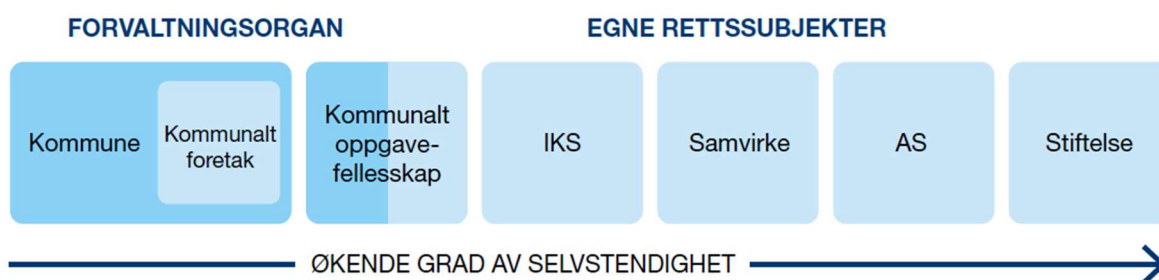 FORVALTNINGSORGAN
EGNE RETTSSUBJEKTER
Kommune
Kommunalt
foretak
Kommunalt
oppgave-
fellesskap
IKS
Samvirke
AS
Stiftelse
ØKENDE GRAD AV SELVSTENDIGHET